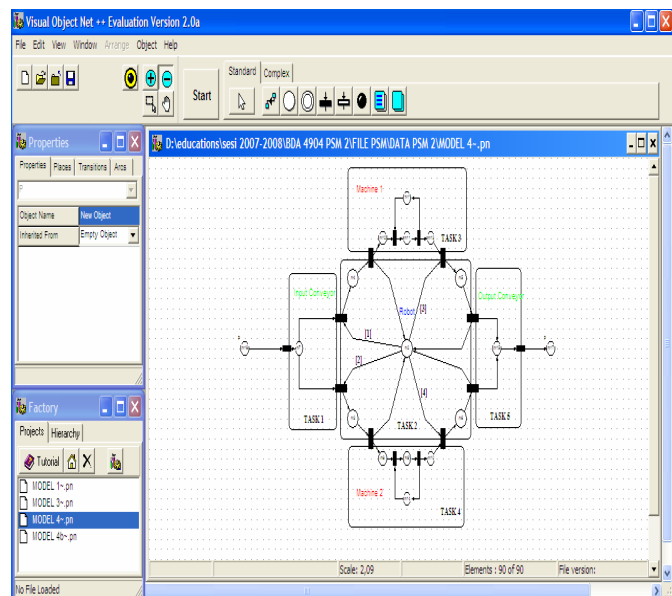 Visual Object Net ++ Evaluation Version 2.0a
File Edit View Window Arrange Object Help
Start
Standard Complex
Properties
Properties Places Transitions Arcs
Object Name New Object
Inherited From Empty Object
Factory
Projects Hierarchy
Tutorial
MODEL 1~.pn
MODEL 3~.pn
MODEL 4~.pn
MODEL 4b~.pn
No File Loaded
D:\educations\sesi 2007-2008\BDA 4904 PSM 2\FILE PSM\DATA PSM 2\MODEL 4~.pn
Machine 1
TASK 3
Input Conveyor
Output Conveyor
Robot
[3]
[1]
[2]
[4]
TASK 1
TASK 2
TASK 5
Machine 2
TASK 4
Scale: 2,09
Elements : 90 of 90
File version: